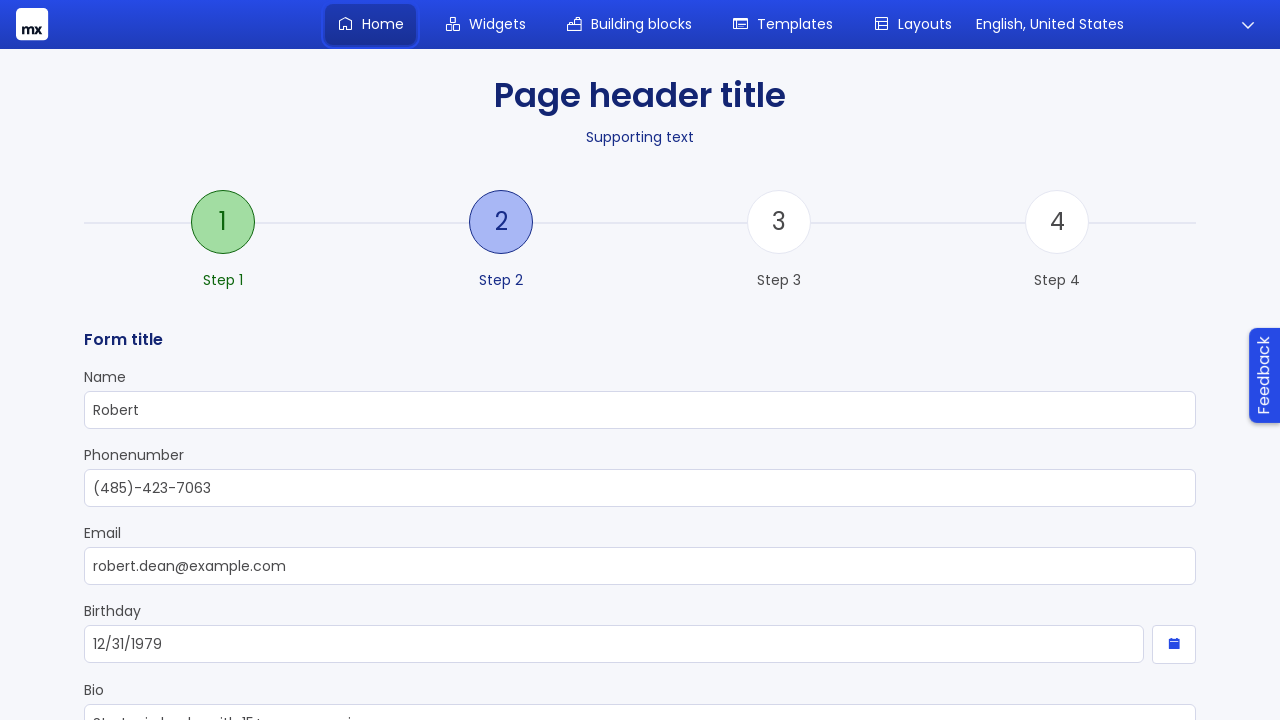 mx
Home
Widgets
Building blocks
Templates
Layouts
English, United States
Page header title
Supporting text
1
2
3
4
Step 1
Step 2
Step 3
Step 4
Feedback
Form title
Name
Robert
Phonenumber
(485)-423-7063
Email
robert.dean@example.com
Birthday
12/31/1979
Bio